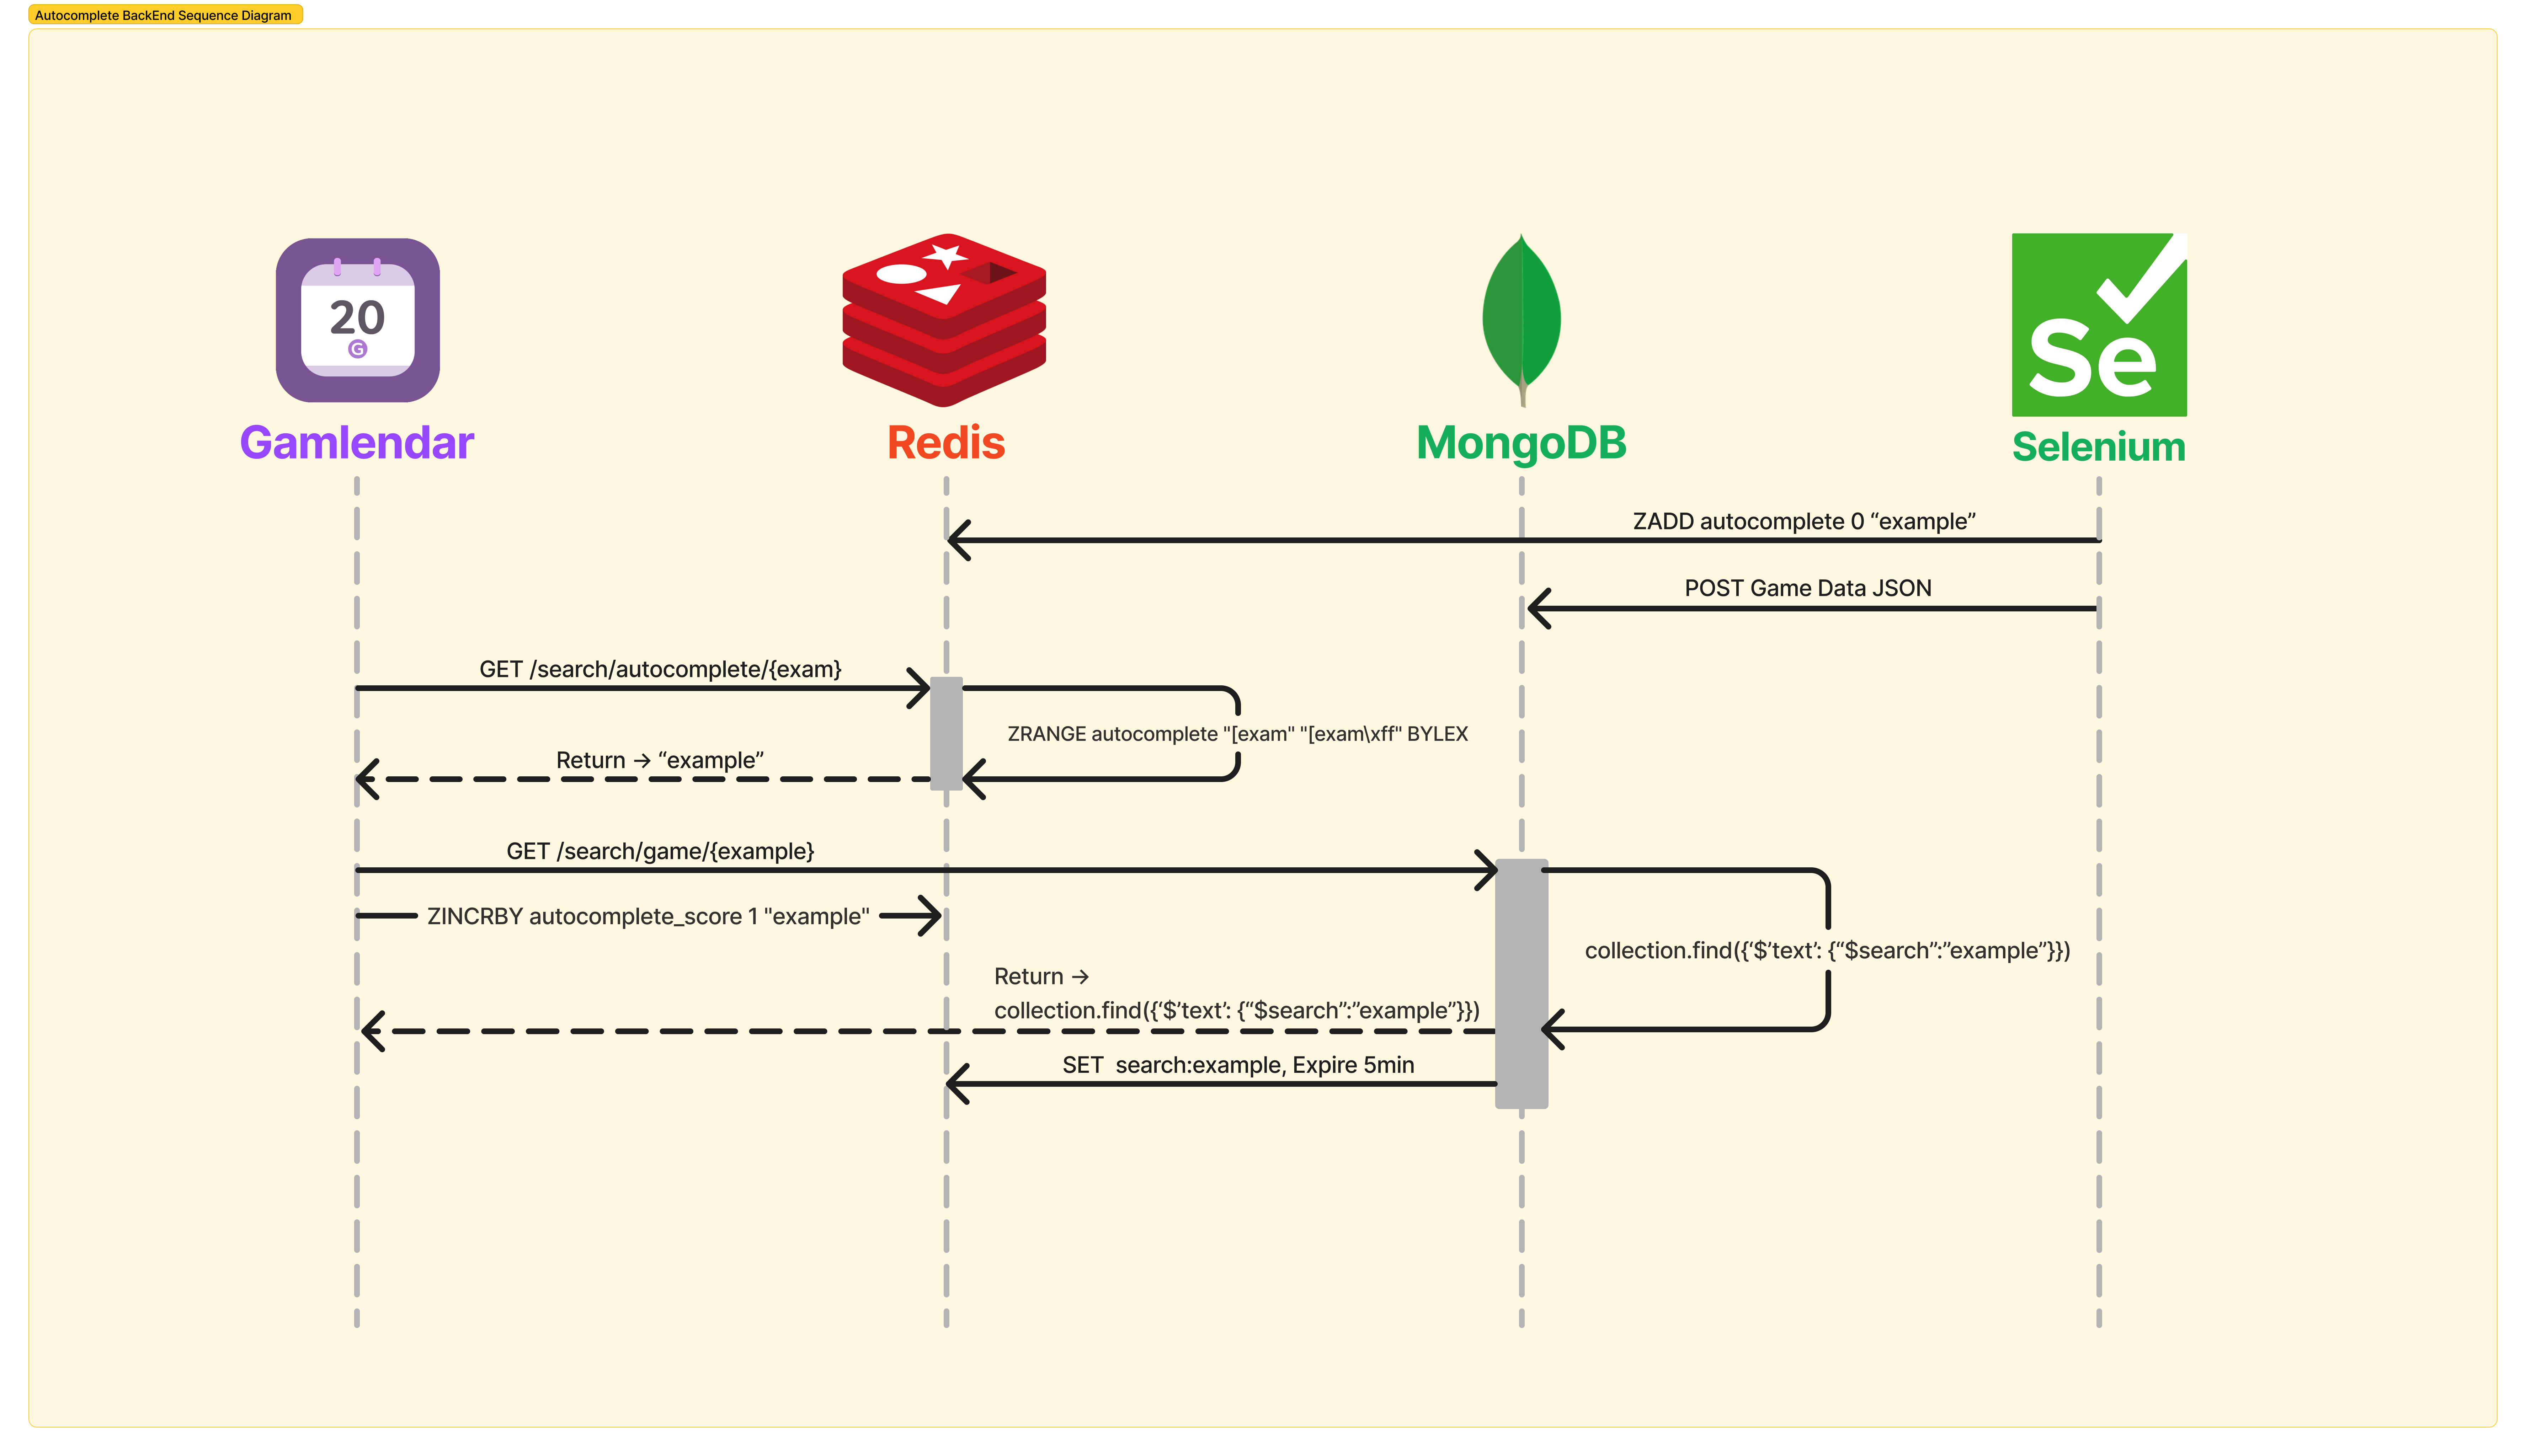 Autocomplete BackEnd Sequence Diagram
20
G
Se
Gamlendar
Redis
MongoDB
Selenium
ZADD autocomplete 0 “example”
POST Game Data JSON
GET /search/autocomplete/{exam}
ZRANGE autocomplete "[exam" "[exam\xff" BYLEX
Return → “example”
GET /search/game/{example}
ZINCRBY autocomplete_score 1 "example"
collection.find({‘$’text’: {“$search”:”example”}})
Return →
collection.find({‘$’text’: {“$search”:”example”}})
SET  search:example, Expire 5min